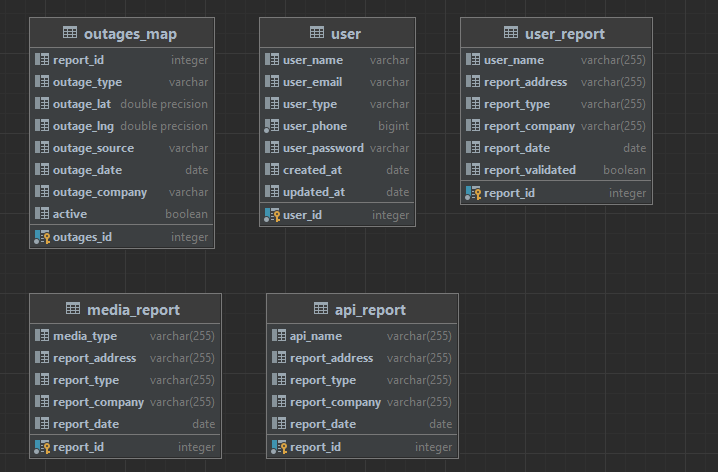 outages_map
report_id integer
outage_type varchar
outage_lat double precision
outage_lng double precision
outage_source varchar
outage_date date
outage_company varchar
active boolean
outages_id integer
user
user_name varchar
user_email varchar
user_type varchar
user_phone bigint
user_password varchar
created_at date
updated_at date
user_id integer
user_report
user_name varchar(255)
report_address varchar(255)
report_type varchar(255)
report_company varchar(255)
report_date date
report_validated boolean
report_id integer
media_report
media_type varchar(255)
report_address varchar(255)
report_type varchar(255)
report_company varchar(255)
report_date date
report_id integer
api_report
api_name varchar(255)
report_address varchar(255)
report_type varchar(255)
report_company varchar(255)
report_date date
report_id integer